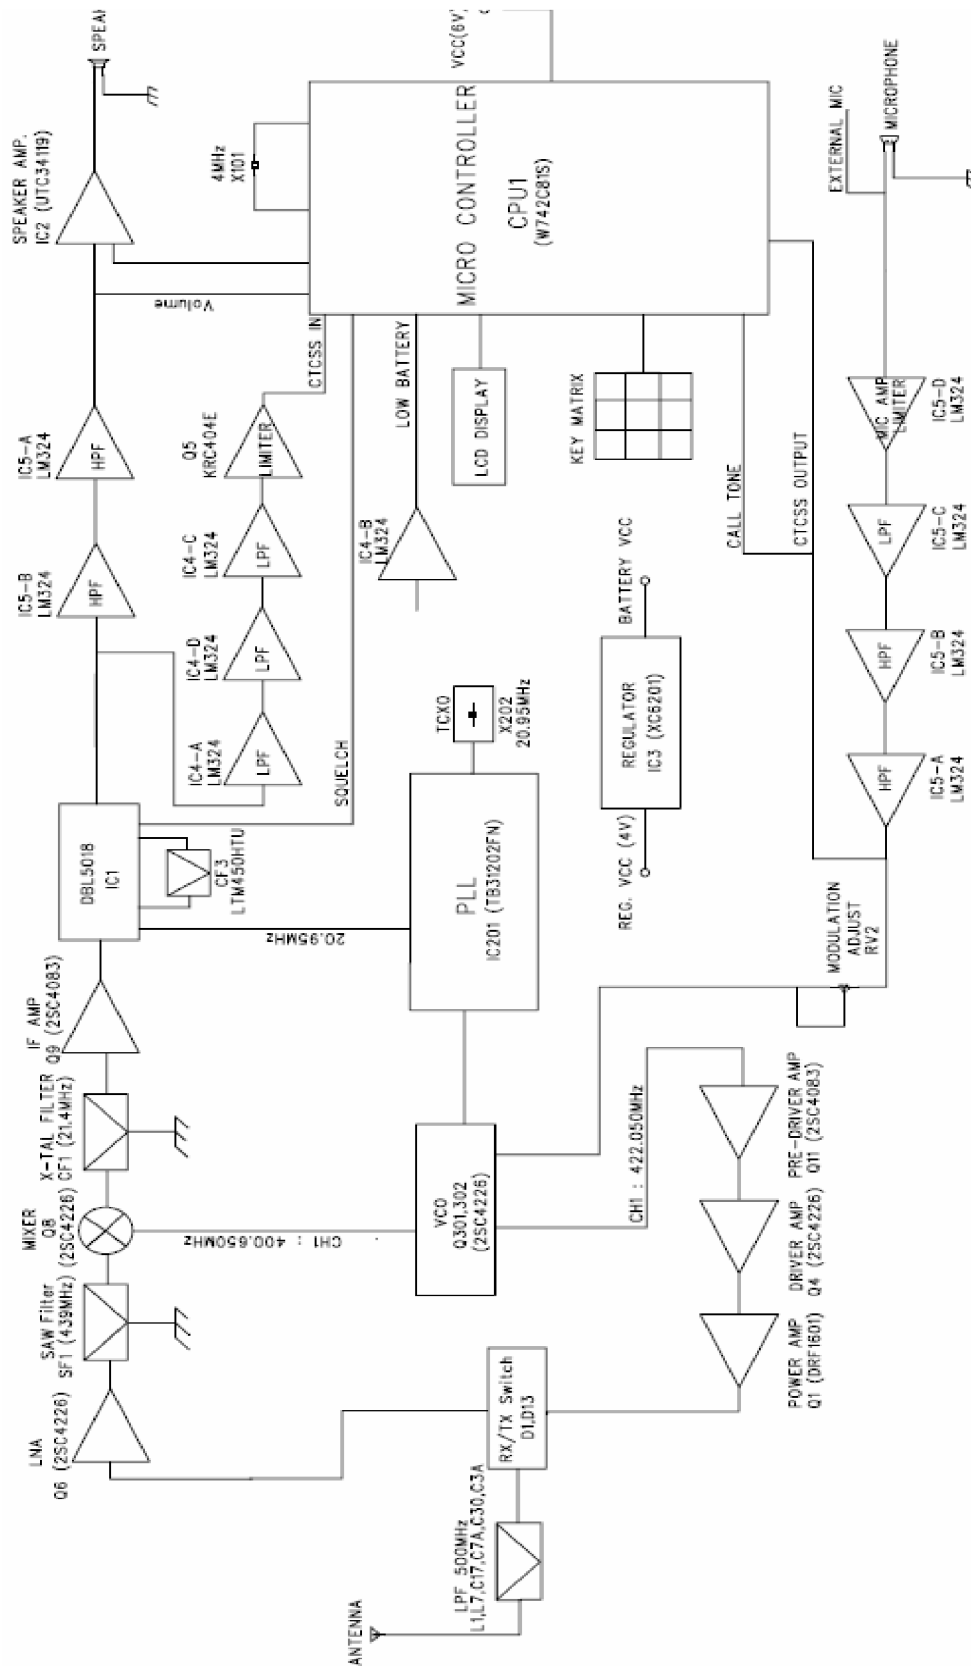 ANTENNA
LPF 500MHz
L1,L7,C17,C7A,C30,C3A
RX/TX Switch
D1,D13
LNA
Q6 (2SC4226)
SAW Filter
SF1 (439MHz)
MIXER
Q8
(2SC4226)
X-TAL FILTER
CF1 (21.4MHz)
IF AMP
Q9 (2SC4083)
DBL5018
IC1
CF3
LTM450HTU
IC5-B
LM324
HPF
IC5-A
LM324
HPF
SPEAKER AMP.
IC2 (UTC34119)
SPEA
IC4-A
LM324
LPF
IC4-D
LM324
LPF
IC4-C
LM324
LPF
Q5
KRC404E
LIMITER
CTCSS IN
Volume
SQUELCH
4MHz
X101
VCC(6V)
MICRO CONTROLLER
CPU1
(W742C81S)
LOW BATTERY
IC4-B
LM324
LCD DISPLAY
KEY MATRIX
CALL TONE
CTCSS OUTPUT
CH1 : 400.650MHz
20.95MHz
VCO
Q301,302
(2SC4226)
PLL
IC201 (TB31202FN)
TCXO
X202
20.95MHz
REG. VCC (4V)
REGULATOR
IC3 (XC6201)
BATTERY VCC
CH1 : 422.050MHz
POWER AMP
Q1 (DRF1601)
DRIVER AMP
Q4 (2SC4226)
PRE-DRIVER AMP
Q11 (2SC4083)
MODULATION
ADJUST
RV2
HPF
IC5-A
LM324
HPF
IC5-B
LM324
LPF
IC5-C
LM324
MIC AMP
LIMITER
IC5-D
LM324
EXTERNAL MIC
MICROPHONE